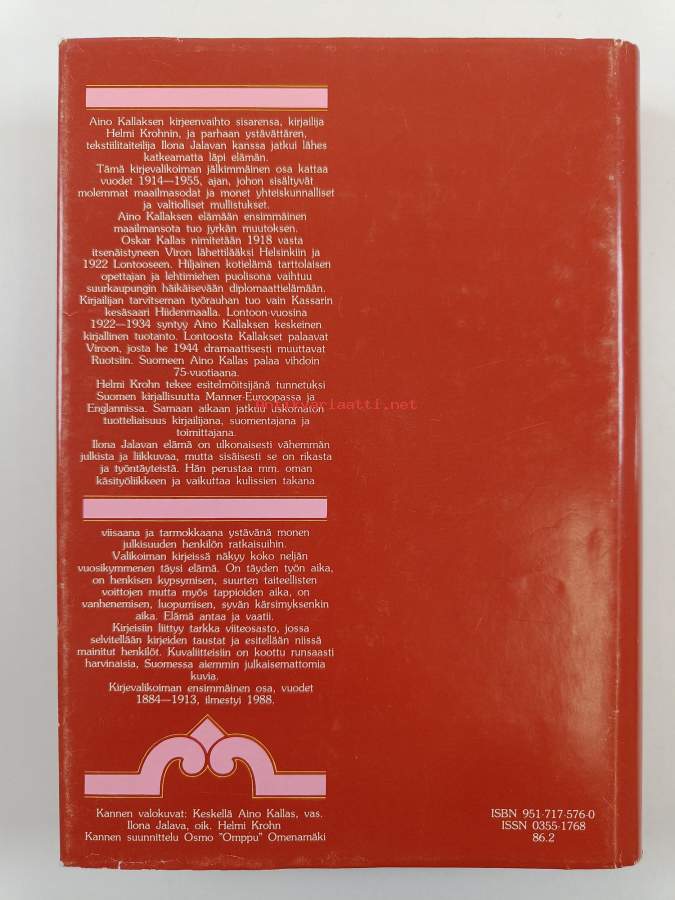 Aino Kallaksen kirjeenvaihto sisarensa, kirjailija
Helmi Krohnin, ja parhaan ystävättären,
tekstiilitaiteilija Ilona Jalavan kanssa jatkui lähes
katkeamatta läpi elämän.
Tämä kirjevalikoiman jälkimmäinen osa kattaa
vuodet 1914—1955, ajan, johon sisältyvät
molemmat maailmasodat ja monet yhteiskunnalliset
ja valtiolliset mullistukset.
Aino Kallaksen elämään ensimmäinen
maailmansota tuo jyrkän muutoksen.
Oskar Kallas nimitetään 1918 vasta
itsenäistyneen Viron lähettilääksi Helsinkiin ja
1922 Lontooseen. Hiljainen kotielämä tarttolaisen
opettajan ja lehtimiehen puolisona vaihtuu
suurkaupungin häikäisevään diplomaattielämään.
Kirjailijan tarvitseman työrauhan tuo vain Kassarin
kesäsaari Hiidenmaalla. Lontoon-vuosina
1922—1934 syntyy Aino Kallaksen keskeinen
kirjallinen tuotanto. Lontoosta Kallakset palaavat
Viroon, josta he 1944 dramaattisesti muuttavat
Ruotsiin. Suomeen Aino Kallas palaa vihdoin
75-vuotiaana.
Helmi Krohn tekee esitelmöitsijänä tunnetuksi
Suomen kirjallisuutta Manner-Euroopassa ja
Englannissa. Samaan aikaan jatkuu uskomaton
tuotteliaisuus kirjailijana, suomentajana ja
toimittajana.
Ilona Jalavan elämä on ulkonaisesti vähemmän
julkista ja liikkuvaa, mutta sisäisesti se on rikasta
ja työntäyteistä. Hän perustaa mm. oman
käsityöliikkeen ja vaikuttaa kulissien takana
viisaana ja tarmokkaana ystävänä monen
julkisuuden henkilön ratkaisuihin.
Valikoiman kirjeissä näkyy koko neljän
vuosikymmenen täysi elämä. On täyden työn aika,
on henkisen kypsymisen, suurten taiteellisten
voittojen mutta myös tappioiden aika, on
vanhenemisen, luopumisen, syvän kärsimyksenkin
aika. Elämä antaa ja vaatii.
Kirjeisiin liittyy tarkka viiteosasto, jossa
selvitellään kirjeiden taustat ja esitellään niissä
mainitut henkilöt. Kuvaliitteisiin on koottu runsaasti
harvinaisia, Suomessa aiemmin julkaisemattomia
kuvia.
Kirjevalikoiman ensimmäinen osa, vuodet
1884—1913, ilmestyi 1988.
Kannen valokuvat: Keskellä Aino Kallas, vas.
Ilona Jalava, oik. Helmi Krohn
Kannen suunnittelu Osmo "Omppu" Omenamäki
ISBN 951-717-576-0
ISSN 0355-1768
86.2
antikvariaatti.net